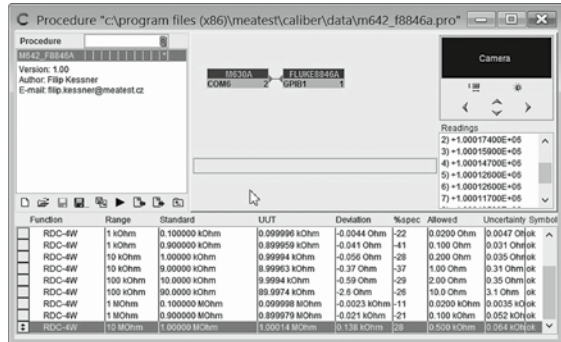 Procedure "c:\program files (x86)\meatest\caliber\data\m642_f8846a.pro"
Procedure
M642_F8846A
Version: 1.00
Author: Filip Kessner
E-mail: filip.kessner@meatest.cz
M630A FLUKE8846A
COM6 2 GPIB1 1
Camera
Readings
2) +1.00017400E+06
3) +1.00015900E+06
4) +1.00014700E+06
5) +1.00012600E+06
6) +1.00012600E+06
7) +1.00011700E+06
Function Range Standard UUT Deviation %spec Allowed Uncertainty Symbol
RDC-4W 1 kOhm 0.100000 kOhm 0.099996 kOhm -0.0044 Ohm -22 0.0200 Ohm 0.0047 Oh ok
RDC-4W 1 kOhm 0.900000 kOhm 0.899959 kOhm -0.041 Ohm -41 0.100 Ohm 0.031 Ohm ok
RDC-4W 10 kOhm 1.00000 kOhm 0.99994 kOhm -0.056 Ohm -28 0.200 Ohm 0.035 Ohm ok
RDC-4W 10 kOhm 9.00000 kOhm 8.99963 kOhm -0.37 Ohm -37 1.00 Ohm 0.31 Ohm ok
RDC-4W 100 kOhm 10.0000 kOhm 9.9994 kOhm -0.59 Ohm -29 2.00 Ohm 0.35 Ohm ok
RDC-4W 100 kOhm 90.0000 kOhm 89.9974 kOhm -2.6 Ohm -26 10.0 Ohm 3.1 Ohm ok
RDC-4W 1 MOhm 0.100000 MOhm 0.099998 MOhm -0.0023 kOhm -11 0.0200 kOhm 0.0035 kO ok
RDC-4W 1 MOhm 0.900000 MOhm 0.899979 MOhm -0.021 kOhm -21 0.100 kOhm 0.052 kOh ok
RDC-4W 10 MOhm 1.00000 MOhm 1.00014 MOhm 0.138 kOhm 28 0.500 kOhm 0.064 kOh ok